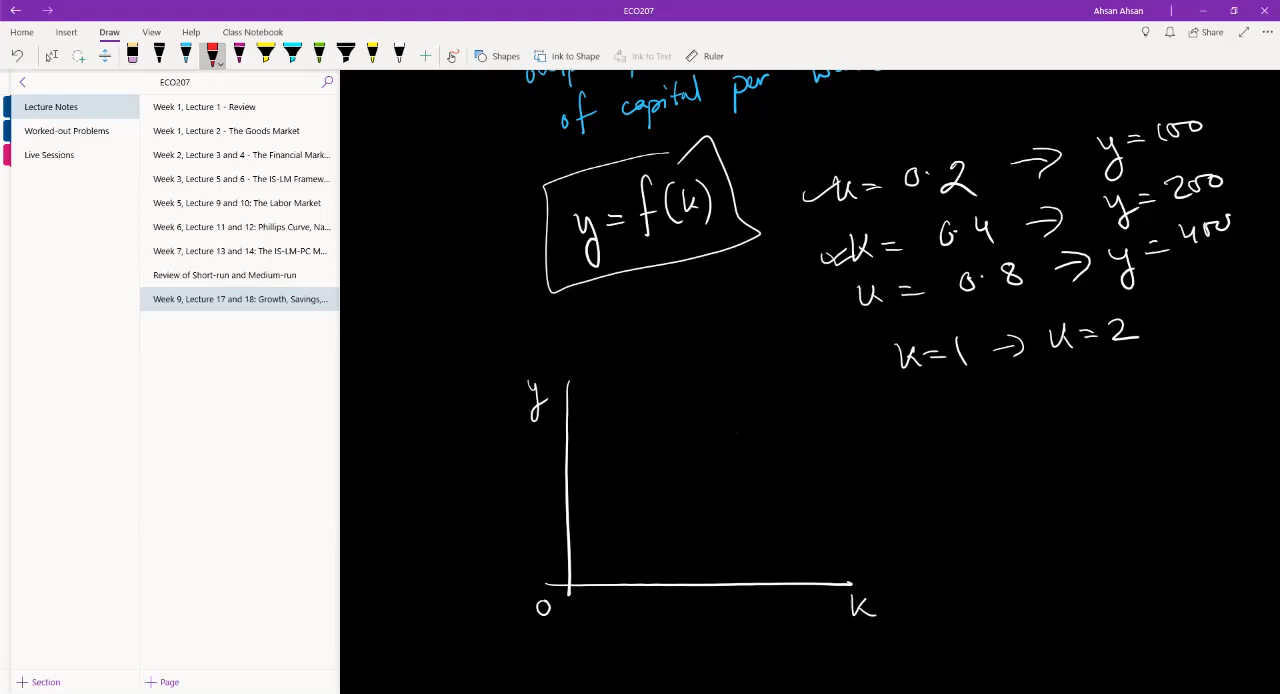 ECO207
Ahsan Ahsan
Home Insert Draw View Help Class Notebook
Share
Shapes Ink to Shape Ink to Text Ruler
ECO207
Lecture Notes
Worked-out Problems
Live Sessions
Week 1, Lecture 1 - Review
Week 1, Lecture 2 - The Goods Market
Week 2, Lecture 3 and 4 - The Financial Mark...
Week 3, Lecture 5 and 6 - The IS-LM Framew...
Week 5, Lecture 9 and 10: The Labor Market
Week 6, Lecture 11 and 12: Phillips Curve, Na...
Week 7, Lecture 13 and 14: The IS-LM-PC M...
Review of Short-run and Medium-run
Week 9, Lecture 17 and 18: Growth, Savings,...
+ Section
+ Page
of capital per
y = f(k)
k = 0.2 → y = 100
k = 0.4 → y = 200
k = 0.8 → y = 400
k = 1 → k = 2
y
0 k